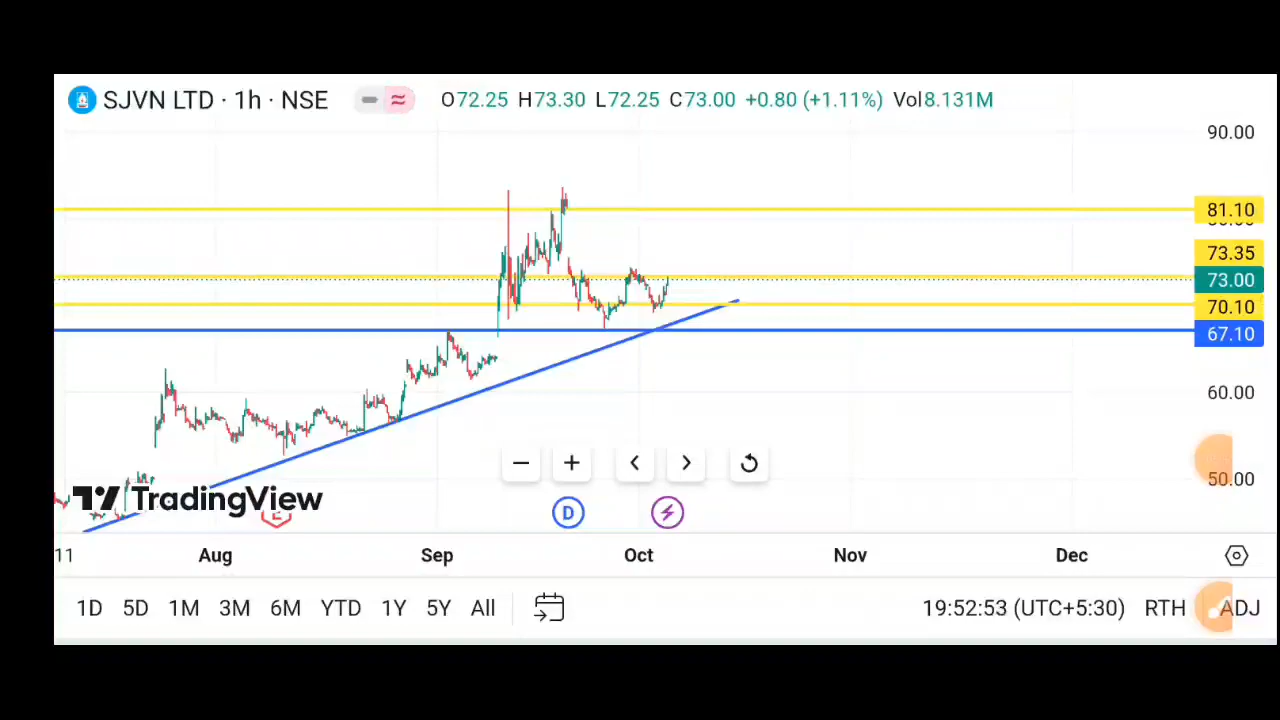 SJVN LTD · 1h · NSE
O72.25 H73.30 L72.25 C73.00 +0.80 (+1.11%) Vol8.131M
90.00
81.10
73.35
73.00
70.10
67.10
60.00
50.00
TradingView
E
D
11 Aug Sep Oct Nov Dec
1D 5D 1M 3M 6M YTD 1Y 5Y All
19:52:53 (UTC+5:30) RTH ADJ